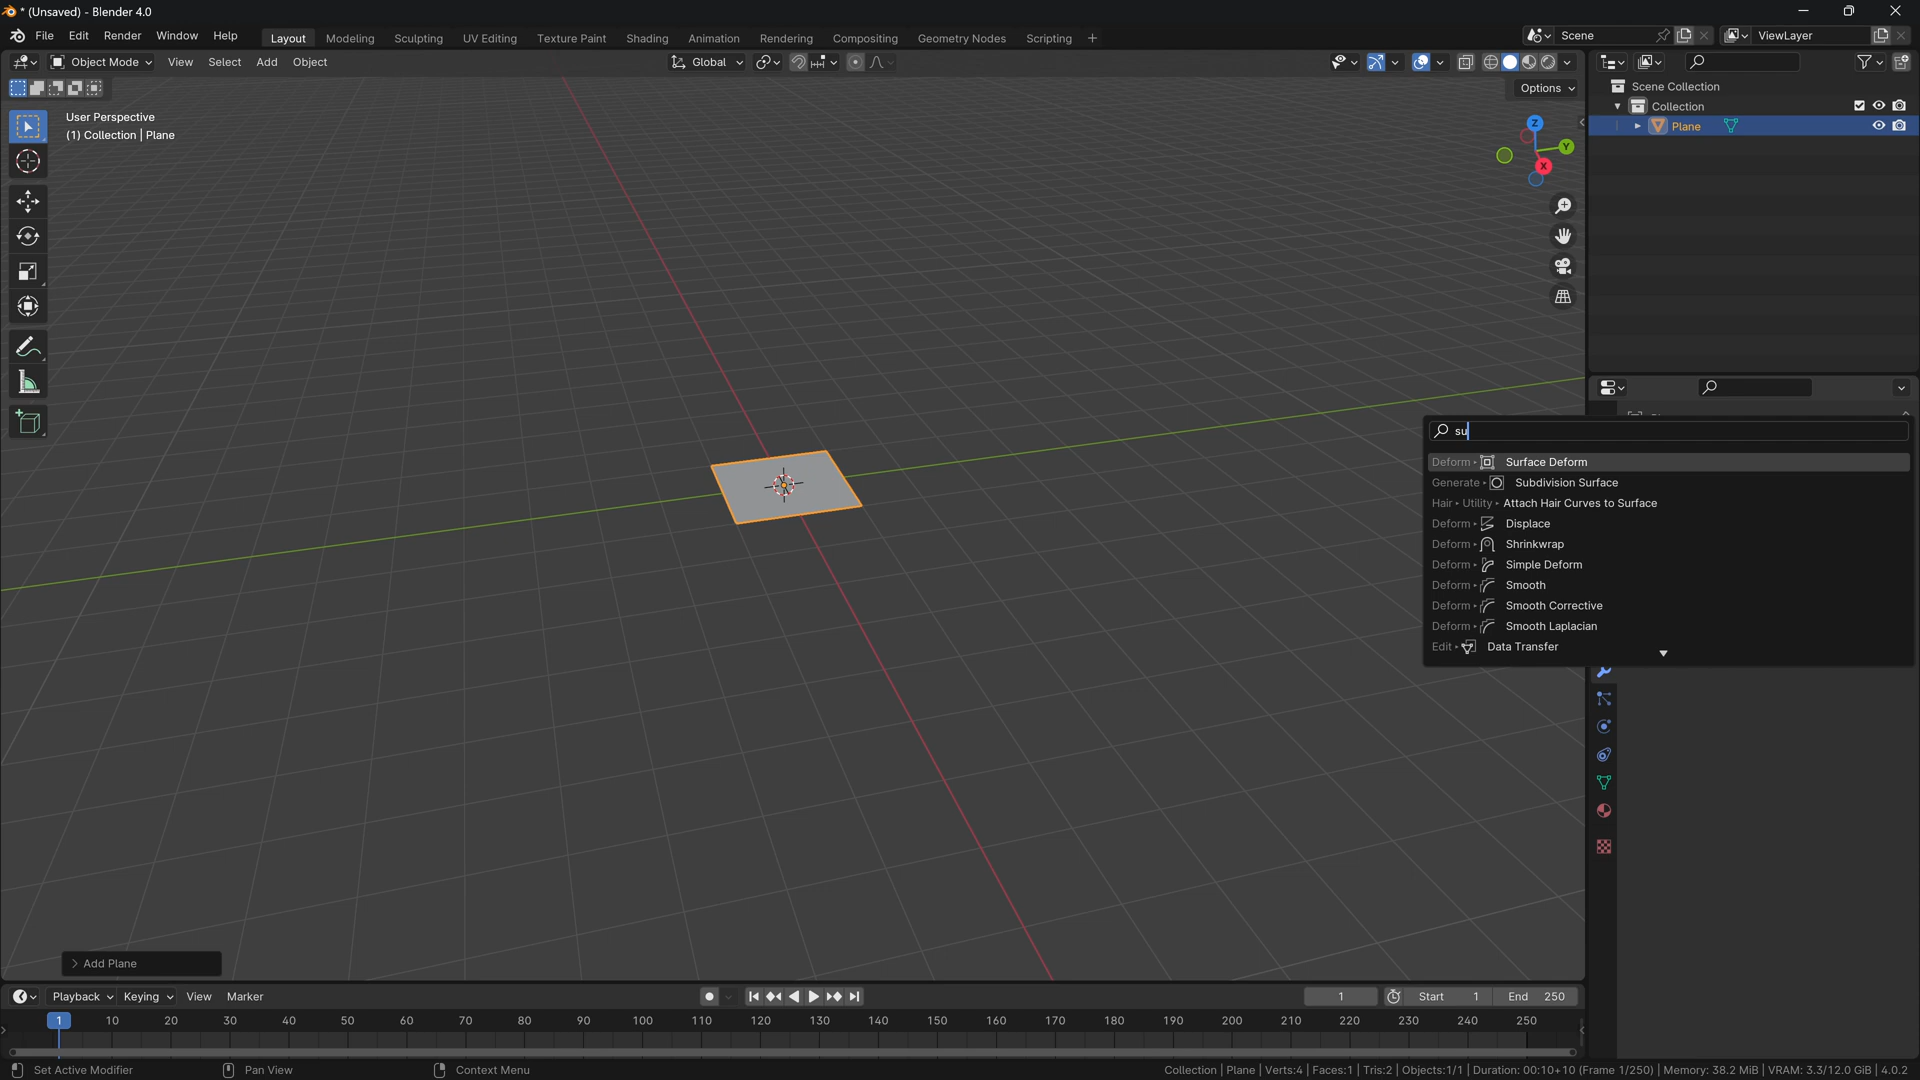 * (Unsaved) - Blender 4.0
File Edit Render Window Help
Layout Modeling Sculpting UV Editing Texture Paint Shading Animation Rendering Compositing Geometry Nodes Scripting +
Scene
ViewLayer
Object Mode View Select Add Object
Global
Options
User Perspective
(1) Collection | Plane
Z
Y
X
Scene Collection
Collection
Plane
su
Deform Surface Deform
Generate Subdivision Surface
Hair Utility Attach Hair Curves to Surface
Deform Displace
Deform Shrinkwrap
Deform Simple Deform
Deform Smooth
Deform Smooth Corrective
Deform Smooth Laplacian
Edit Data Transfer
Add Plane
Playback Keying View Marker
1
Start 1
End 250
1 10 20 30 40 50 60 70 80 90 100 110 120 130 140 150 160 170 180 190 200 210 220 230 240 250
Set Active Modifier
Pan View
Context Menu
Collection | Plane | Verts:4 | Faces:1 | Tris:2 | Objects:1/1 | Duration: 00:10+10 (Frame 1/250) | Memory: 38.2 MiB | VRAM: 3.3/12.0 GiB | 4.0.2